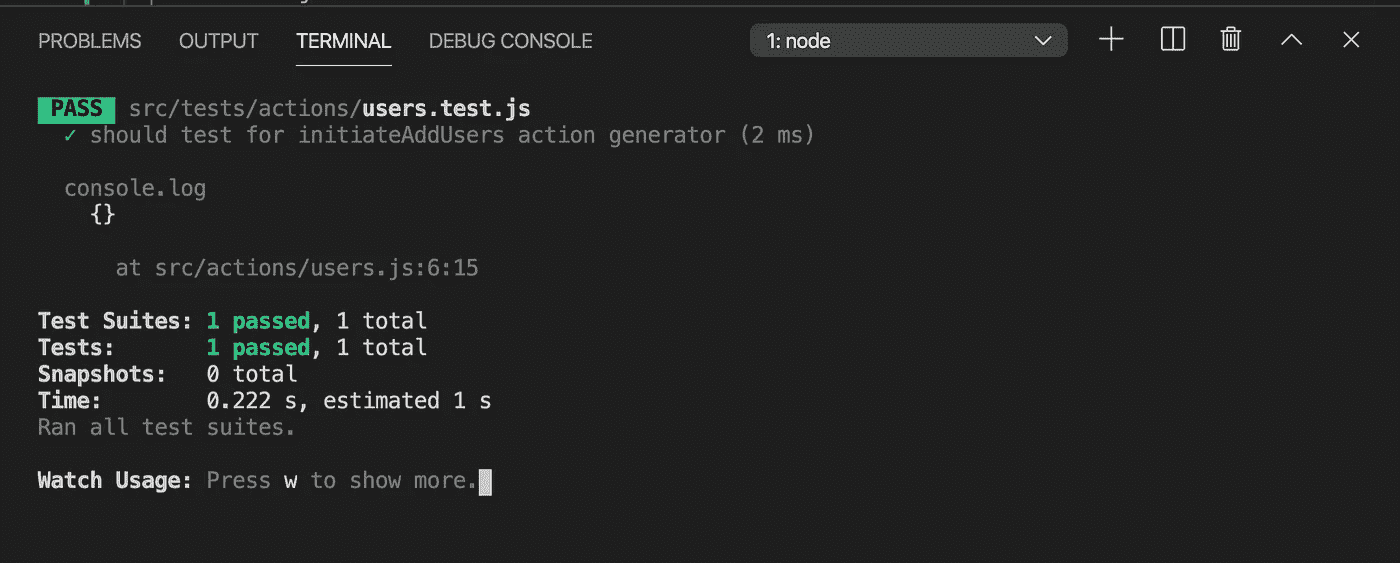 PROBLEMS OUTPUT TERMINAL DEBUG CONSOLE 1: node
PASS src/tests/actions/users.test.js
✓ should test for initiateAddUsers action generator (2 ms)
console.log
{}
at src/actions/users.js:6:15
Test Suites: 1 passed, 1 total
Tests: 1 passed, 1 total
Snapshots: 0 total
Time: 0.222 s, estimated 1 s
Ran all test suites.
Watch Usage: Press w to show more.